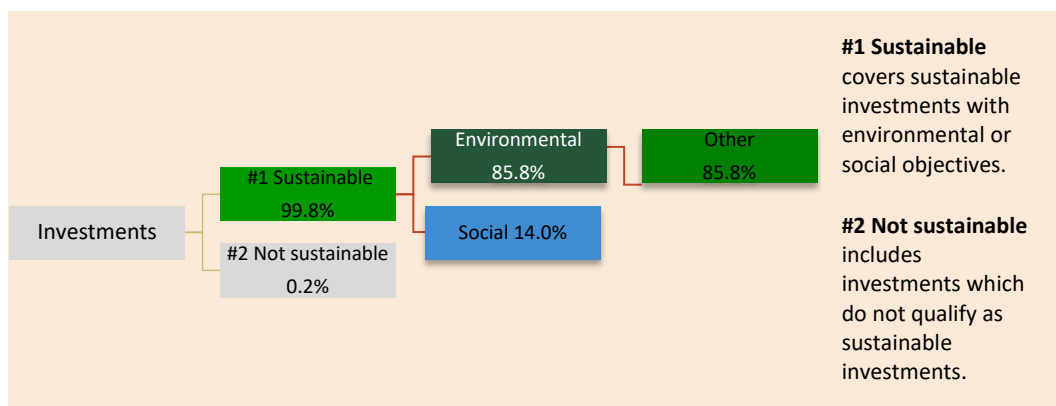 Investments
#1 Sustainable
99.8%
#2 Not sustainable
0.2%
Environmental
85.8%
Social 14.0%
Other
85.8%
#1 Sustainable
covers sustainable
investments with
environmental or
social objectives.
#2 Not sustainable
includes
investments which
do not qualify as
sustainable
investments.